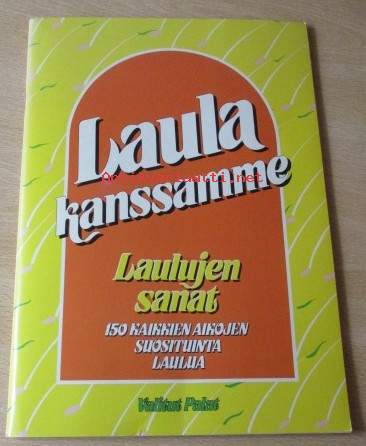 Laula
kanssamme
Laulujen
sanat
150 KAIKKIEN AIKOJEN
SUOSITUINTA
LAULUA
Valitut Palat